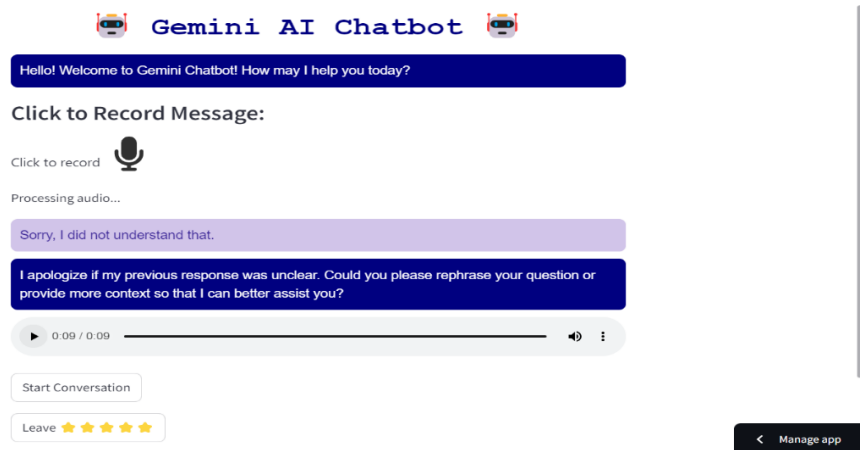 Gemini AI Chatbot
Hello! Welcome to Gemini Chatbot! How may I help you today?
Click to Record Message:
Click to record
Processing audio...
Sorry, I did not understand that.
I apologize if my previous response was unclear. Could you please rephrase your question or
provide more context so that I can better assist you?
0:09 / 0:09
Start Conversation
Leave
Manage app